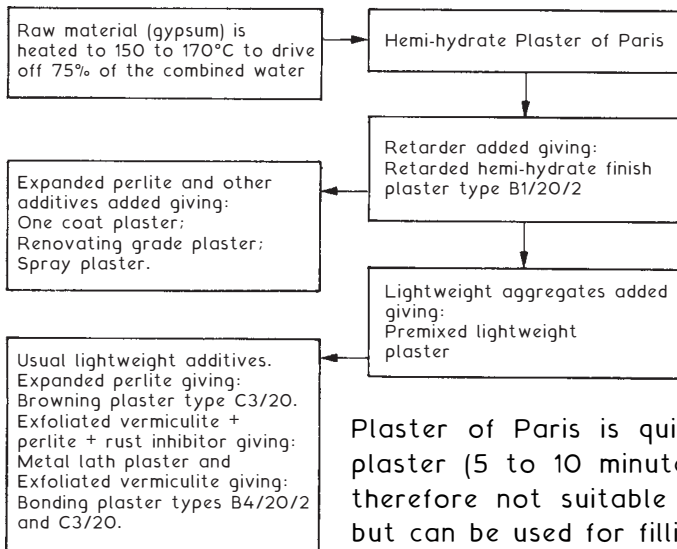 Raw material (gypsum) is
heated to 150 to 170°C to drive
off 75% of the combined water
Hemi-hydrate Plaster of Paris
Retarder added giving:
Retarded hemi-hydrate finish
plaster type B1/20/2
Expanded perlite and other
additives added giving:
One coat plaster;
Renovating grade plaster;
Spray plaster.
Lightweight aggregates added
giving:
Premixed lightweight
plaster
Usual lightweight additives.
Expanded perlite giving:
Browning plaster type C3/20.
Exfoliated vermiculite +
perlite + rust inhibitor giving:
Metal lath plaster and
Exfoliated vermiculite giving:
Bonding plaster types B4/20/2
and C3/20.
Plaster of Paris is qui
plaster (5 to 10 minut
therefore not suitable
but can be used for filli